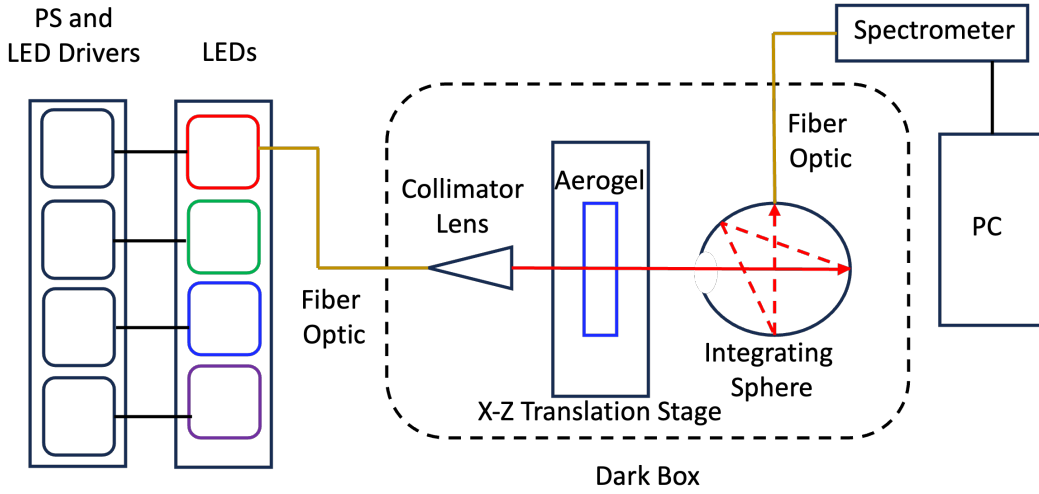 PS and
LED Drivers
LEDs
Spectrometer
Fiber
Optic
Collimator
Lens
Aerogel
PC
Fiber
Optic
Integrating
Sphere
X-Z Translation Stage
Dark Box